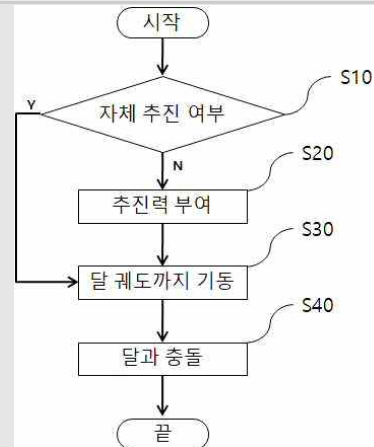 시작
S10
자체 추진 여부
Y
N
S20
추진력 부여
S30
달 궤도까지 기동
S40
달과 충돌
끝